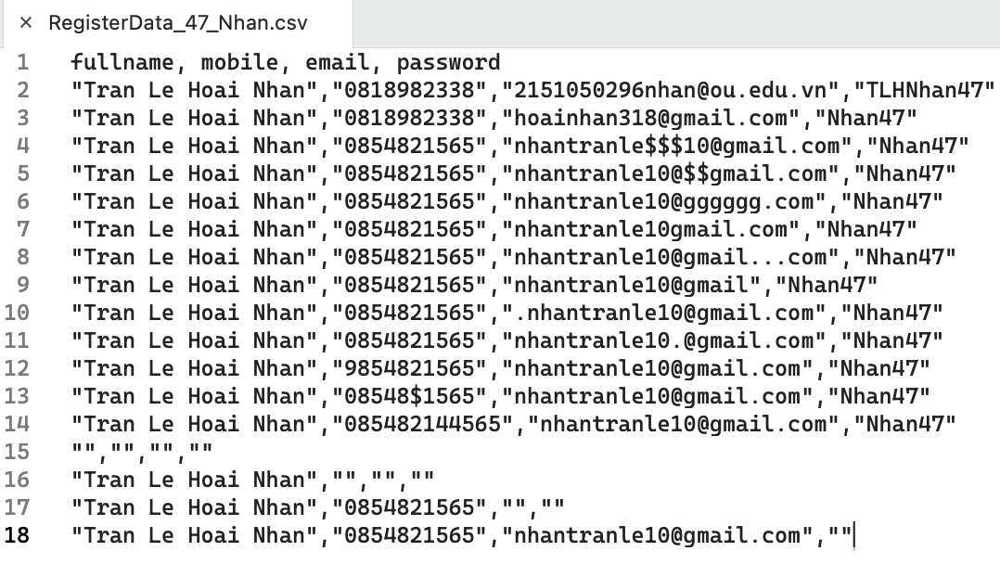 × RegisterData_47_Nhan.csv
1 fullname, mobile, email, password
2 "Tran Le Hoai Nhan","0818982338","2151050296nhan@ou.edu.vn","TLHNhan47"
3 "Tran Le Hoai Nhan","0818982338","hoainhan318@gmail.com","Nhan47"
4 "Tran Le Hoai Nhan","0854821565","nhantranle$$$10@gmail.com","Nhan47"
5 "Tran Le Hoai Nhan","0854821565","nhantranle10@$$gmail.com","Nhan47"
6 "Tran Le Hoai Nhan","0854821565","nhantranle10@gggggg.com","Nhan47"
7 "Tran Le Hoai Nhan","0854821565","nhantranle10gmail.com","Nhan47"
8 "Tran Le Hoai Nhan","0854821565","nhantranle10@gmail...com","Nhan47"
9 "Tran Le Hoai Nhan","0854821565","nhantranle10@gmail","Nhan47"
10 "Tran Le Hoai Nhan","0854821565",".nhantranle10@gmail.com","Nhan47"
11 "Tran Le Hoai Nhan","0854821565","nhantranle10.@gmail.com","Nhan47"
12 "Tran Le Hoai Nhan","9854821565","nhantranle10@gmail.com","Nhan47"
13 "Tran Le Hoai Nhan","08548$1565","nhantranle10@gmail.com","Nhan47"
14 "Tran Le Hoai Nhan","085482144565","nhantranle10@gmail.com","Nhan47"
15 "","","",""
16 "Tran Le Hoai Nhan","","",""
17 "Tran Le Hoai Nhan","0854821565","",""
18 "Tran Le Hoai Nhan","0854821565","nhantranle10@gmail.com",""